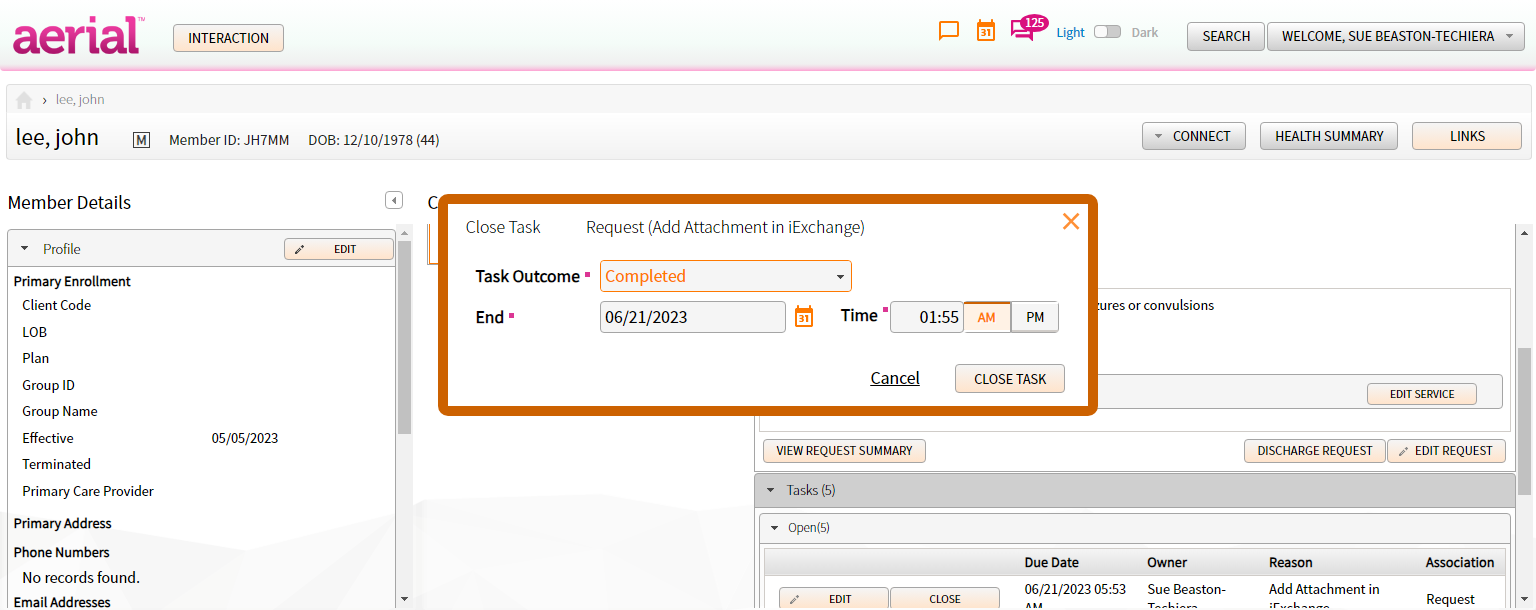 aerial™ INTERACTION 31 125 Light Dark SEARCH WELCOME, SUE BEASTON-TECHIERA
› lee, john
lee, john M Member ID: JH7MM DOB: 12/10/1978 (44) CONNECT HEALTH SUMMARY LINKS
Member Details
C
Profile EDIT
Primary Enrollment
Client Code
LOB
Plan
Group ID
Group Name
Effective 05/05/2023
Terminated
Primary Care Provider
Primary Address
Phone Numbers
No records found.
Email Addresses
Close Task Request (Add Attachment in iExchange)
Task Outcome Completed
End 06/21/2023 31 Time 01:55 AM PM
Cancel CLOSE TASK
zures or convulsions
EDIT SERVICE
VIEW REQUEST SUMMARY DISCHARGE REQUEST EDIT REQUEST
Tasks (5)
Open(5)
Due Date Owner Reason Association
EDIT CLOSE 06/21/2023 05:53 Sue Beaston- Add Attachment in Request
AM Techiera iExchange